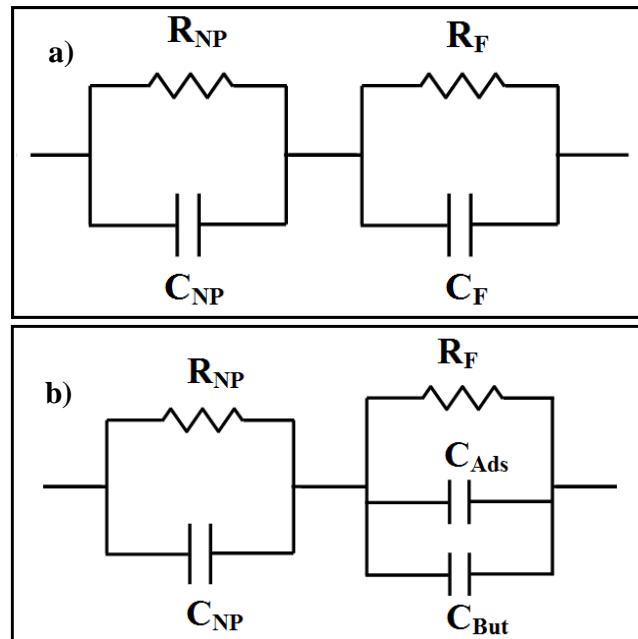 a)
R_NP R_F
C_NP C_F
b)
R_NP R_F
C_Ads
C_NP C_But